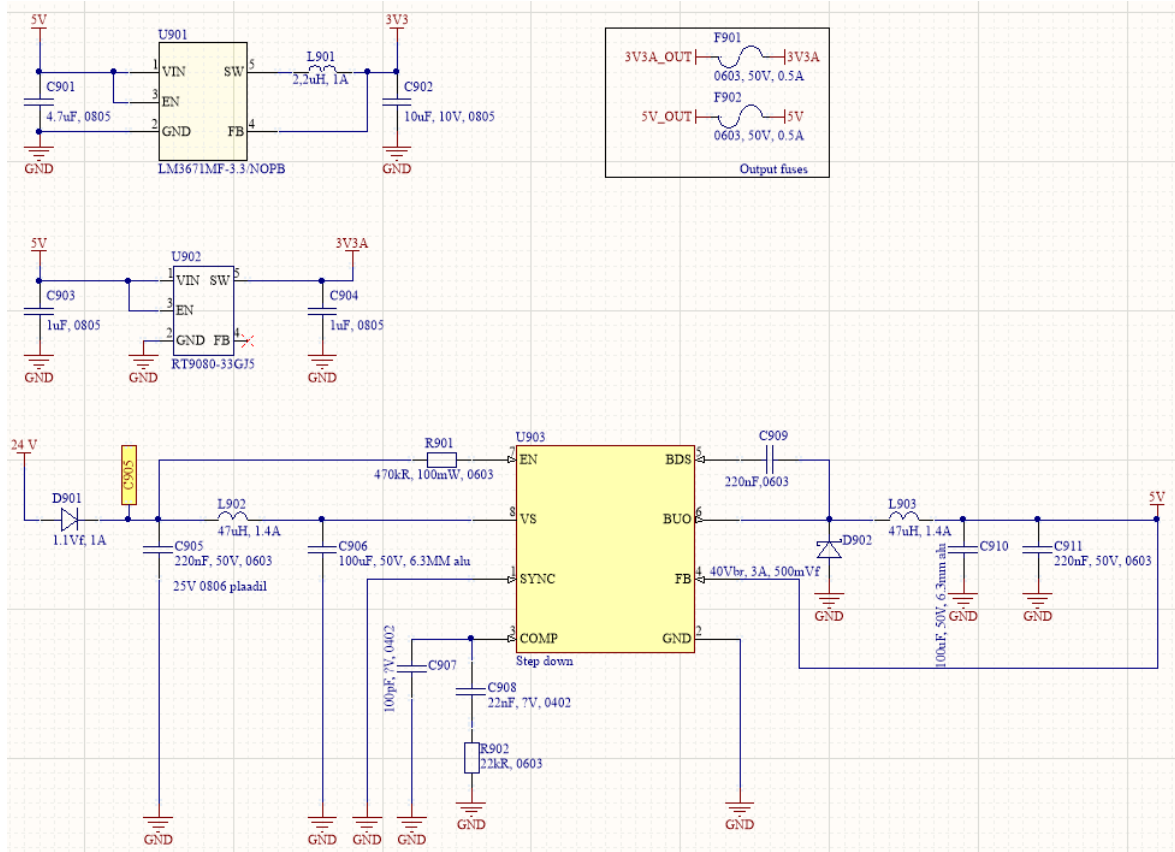 5V
3V3
U901
1 VIN
SW 5
3 EN
2 GND
FB 4
LM3671MF-3.3/NOPB
C901
4.7uF, 0805
L901
2,2uH, 1A
C902
10uF, 10V, 0805
GND
GND
F901
3V3A_OUT
3V3A
0603, 50V, 0.5A
F902
5V_OUT
5V
0603, 50V, 0.5A
Output fuses
5V
3V3A
U902
1 VIN
SW 5
3 EN
2 GND
FB 4
RT9080-33GJ5
C903
1uF, 0805
C904
1uF, 0805
GND
GND
GND
24 V
D901
1.1Vf, 1A
C905
R901
470kR, 100mW, 0603
L902
47uH, 1.4A
C905
220nF, 50V, 0603
25V 0806 plaadil
C906
100uF, 50V, 6.3MM alu
U903
7 EN
BDS 5
8 VS
BUO 6
1 SYNC
FB 4
3 COMP
GND 2
Step down
C909
220nF,0603
L903
47uH, 1.4A
5V
D902
40Vbr, 3A, 500mVf
C910
100uF, 50V, 6.3mm alu
C911
220nF, 50V, 0603
GND
GND
GND
C907
100pF, ?V, 0402
C908
22nF, ?V, 0402
R902
22kR, 0603
GND
GND
GND
GND
GND
GND